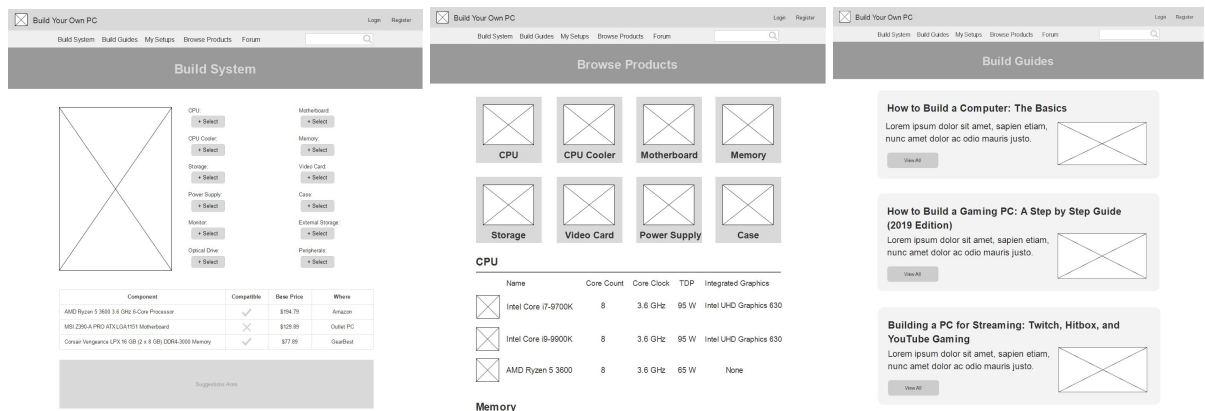 Build Your Own PC
Login Register
Build System Build Guides My Setups Browse Products Forum
Build System
CPU: Motherboard:
+ Select + Select
CPU Cooler: Memory:
+ Select + Select
Storage: Video Card:
+ Select + Select
Power Supply: Case:
+ Select + Select
Monitor: External Storage:
+ Select + Select
Optical Drive: Peripherals:
+ Select + Select
Component Compatible Base Price Where
AMD Ryzen 5 3600 3.6 GHz 6-Core Processor $194.79 Amazon
MSI Z390-A PRO ATX LGA1151 Motherboard $129.89 Outlet PC
Corsair Vengeance LPX 16 GB (2 x 8 GB) DDR4-3000 Memory $77.89 GearBest
Suggestions Area
Build Your Own PC
Login Register
Build System Build Guides My Setups Browse Products Forum
Browse Products
CPU CPU Cooler Motherboard Memory
Storage Video Card Power Supply Case
CPU
Name Core Count Core Clock TDP Integrated Graphics
Intel Core i7-9700K 8 3.6 GHz 95 W Intel UHD Graphics 630
Intel Core i9-9900K 8 3.6 GHz 95 W Intel UHD Graphics 630
AMD Ryzen 5 3600 8 3.6 GHz 65 W None
Memory
Build Your Own PC
Login Register
Build System Build Guides My Setups Browse Products Forum
Build Guides
How to Build a Computer: The Basics
Lorem ipsum dolor sit amet, sapien etiam,
nunc amet dolor ac odio mauris justo.
View All
How to Build a Gaming PC: A Step by Step Guide
(2019 Edition)
Lorem ipsum dolor sit amet, sapien etiam,
nunc amet dolor ac odio mauris justo.
View All
Building a PC for Streaming: Twitch, Hitbox, and
YouTube Gaming
Lorem ipsum dolor sit amet, sapien etiam,
nunc amet dolor ac odio mauris justo.
View All